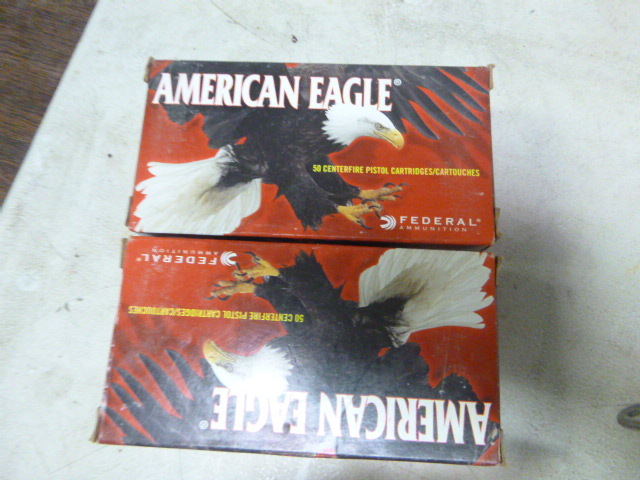 AMERICAN EAGLE®
50 CENTERFIRE PISTOL CARTRIDGES/CARTOUCHES
FEDERAL®
AMMUNITION
FEDERAL®
AMMUNITION
50 CENTERFIRE PISTOL CARTRIDGES/CARTOUCHES
AMERICAN EAGLE®